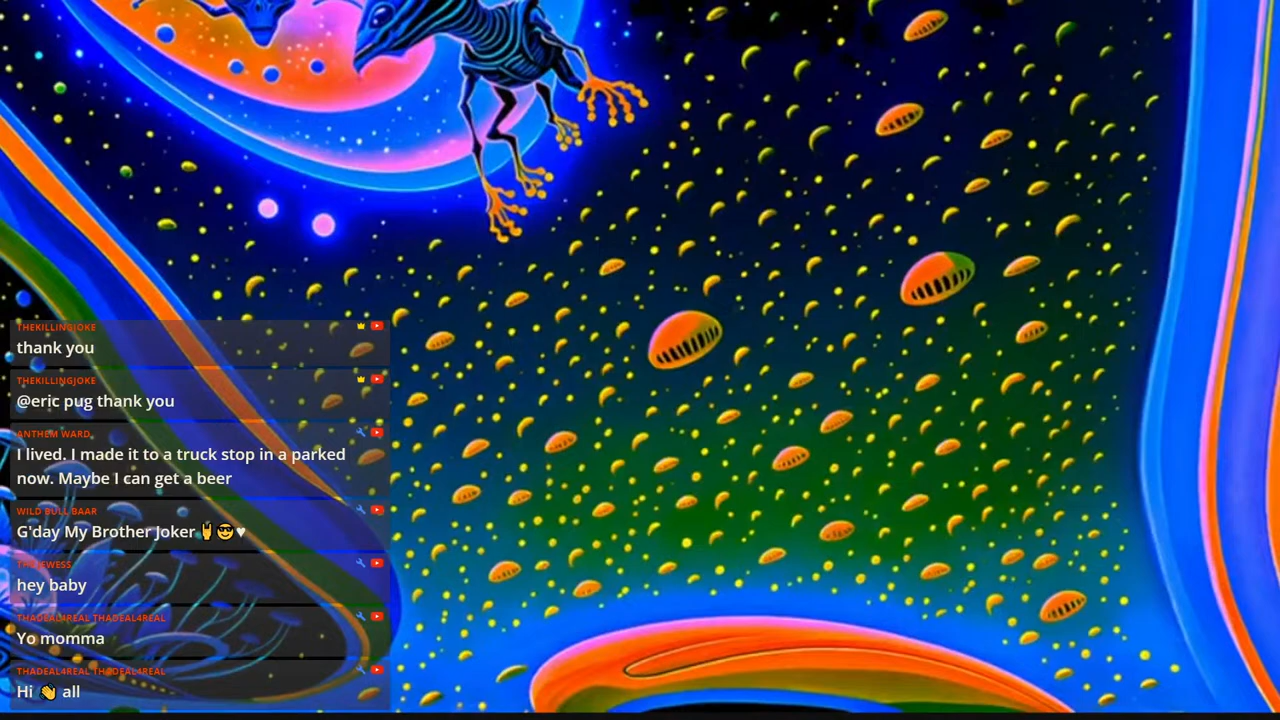 THEKILLINGJOKE
thank you
THEKILLINGJOKE
@eric pug thank you
ANTHEM WARD
I lived. I made it to a truck stop in a parked
now. Maybe I can get a beer
WILD BULL BAAR
G'day My Brother Joker 🤘😎♥
THE JEWESS
hey baby
THADEAL4REAL THADEAL4REAL
Yo momma
THADEAL4REAL THADEAL4REAL
Hi 👋 all